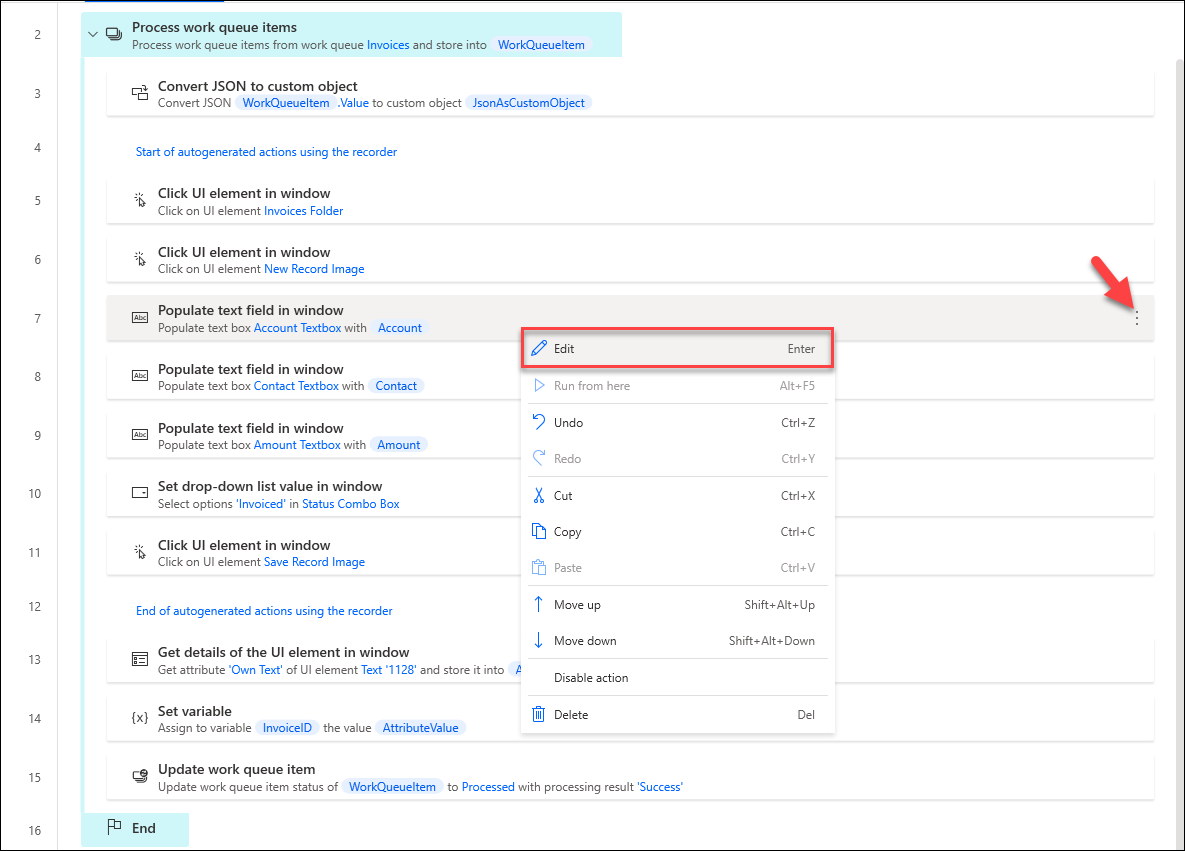 2
Process work queue items
Process work queue items from work queue Invoices and store into WorkQueueItem
3
Convert JSON to custom object
Convert JSON WorkQueueItem .Value to custom object JsonAsCustomObject
4
Start of autogenerated actions using the recorder
5
Click UI element in window
Click on UI element Invoices Folder
6
Click UI element in window
Click on UI element New Record Image
7
Populate text field in window
Populate text box Account Textbox with Account
Edit Enter
8
Populate text field in window
Populate text box Contact Textbox with Contact
Run from here Alt+F5
Undo Ctrl+Z
9
Populate text field in window
Populate text box Amount Textbox with Amount
Redo Ctrl+Y
10
Set drop-down list value in window
Select options 'Invoiced' in Status Combo Box
Cut Ctrl+X
Copy Ctrl+C
11
Click UI element in window
Click on UI element Save Record Image
Paste Ctrl+V
12
End of autogenerated actions using the recorder
Move up Shift+Alt+Up
Move down Shift+Alt+Down
13
Get details of the UI element in window
Get attribute 'Own Text' of UI element Text '1128' and store it into A
Disable action
14
Set variable
Assign to variable InvoiceID the value AttributeValue
Delete Del
15
Update work queue item
Update work queue item status of WorkQueueItem to Processed with processing result 'Success'
16
End